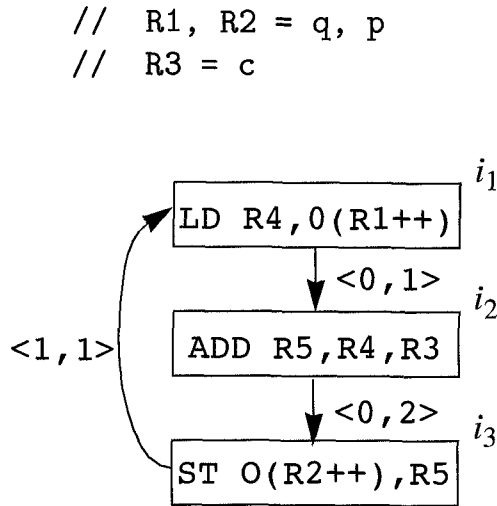 // R1, R2 = q, p
// R3 = c
i1
LD R4,0(R1++)
<0,1>
i2
<1,1>
ADD R5,R4,R3
<0,2>
i3
ST O(R2++),R5